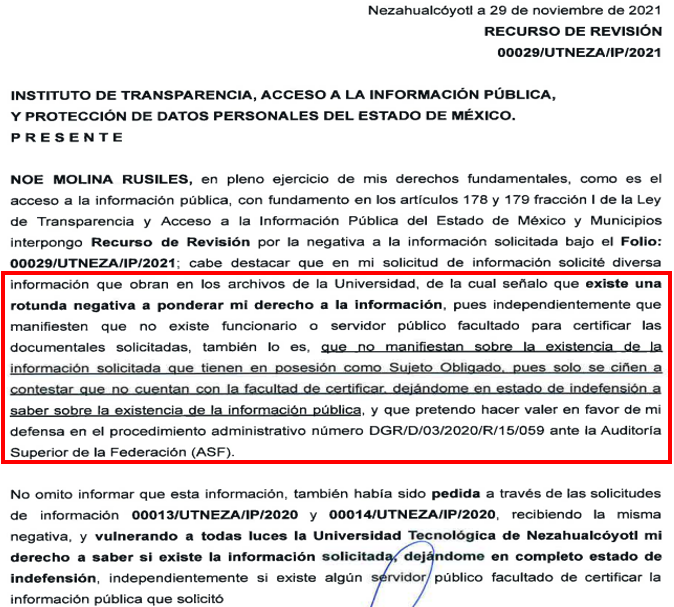 Nezahualcóyotl a 29 de noviembre de 2021
RECURSO DE REVISIÓN
00029/UTNEZA/IP/2021
INSTITUTO DE TRANSPARENCIA, ACCESO A LA INFORMACIÓN PÚBLICA,
Y PROTECCIÓN DE DATOS PERSONALES DEL ESTADO DE MÉXICO.
P R E S E N T E
NOE MOLINA RUSILES, en pleno ejercicio de mis derechos fundamentales, como es el
acceso a la información pública, con fundamento en los artículos 178 y 179 fracción I de la Ley
de Transparencia y Acceso a la Información Pública del Estado de México y Municipios
interpongo Recurso de Revisión por la negativa a la información solicitada bajo el Folio:
00029/UTNEZA/IP/2021; cabe destacar que en mi solicitud de información solicité diversa
información que obran en los archivos de la Universidad, de la cual señalo que existe una
rotunda negativa a ponderar mi derecho a la información, pues independientemente que
manifiesten que no existe funcionario o servidor público facultado para certificar las
documentales solicitadas, también lo es, que no manifiestan sobre la existencia de la
información solicitada que tienen en posesión como Sujeto Obligado, pues solo se ciñen a
contestar que no cuentan con la facultad de certificar, dejándome en estado de indefensión a
saber sobre la existencia de la información pública, y que pretendo hacer valer en favor de mi
defensa en el procedimiento administrativo número DGR/D/03/2020/R/15/059 ante la Auditoría
Superior de la Federación (ASF).
No omito informar que esta información, también había sido pedida a través de las solicitudes
de información 00013/UTNEZA/IP/2020 y 00014/UTNEZA/IP/2020, recibiendo la misma
negativa, y vulnerando a todas luces la Universidad Tecnológica de Nezahualcóyotl mi
derecho a saber si existe la información solicitada, dejándome en completo estado de
indefensión, independientemente si existe algún servidor público facultado de certificar la
información pública que solicitó